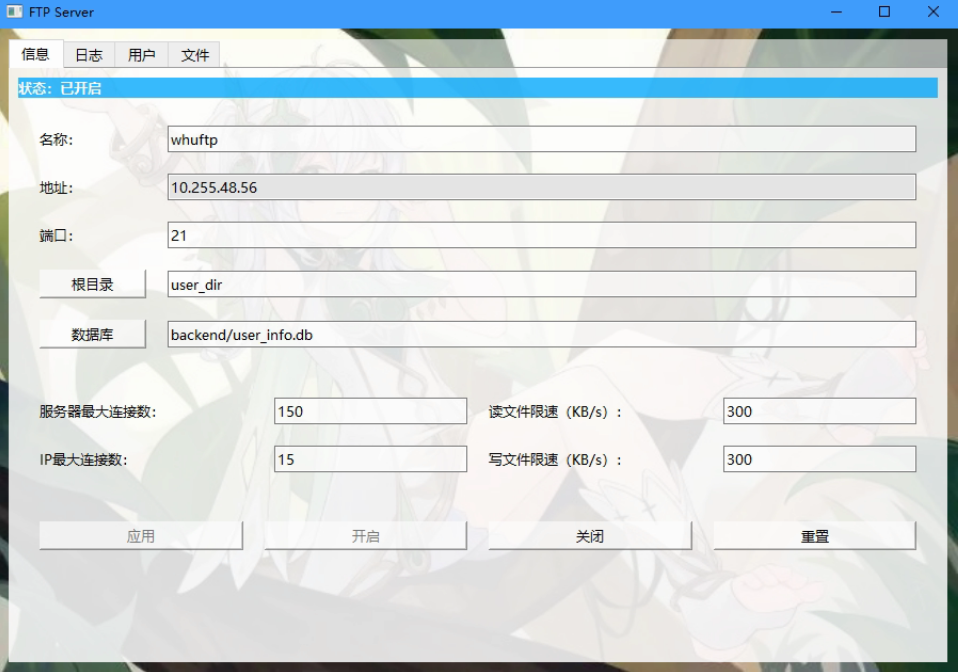 FTP Server
信息 日志 用户 文件
状态：已开启
名称： whuftp
地址： 10.255.48.56
端口： 21
根目录 user_dir
数据库 backend/user_info.db
服务器最大连接数： 150 读文件限速（KB/s）： 300
IP最大连接数： 15 写文件限速（KB/s）： 300
应用 开启 关闭 重置